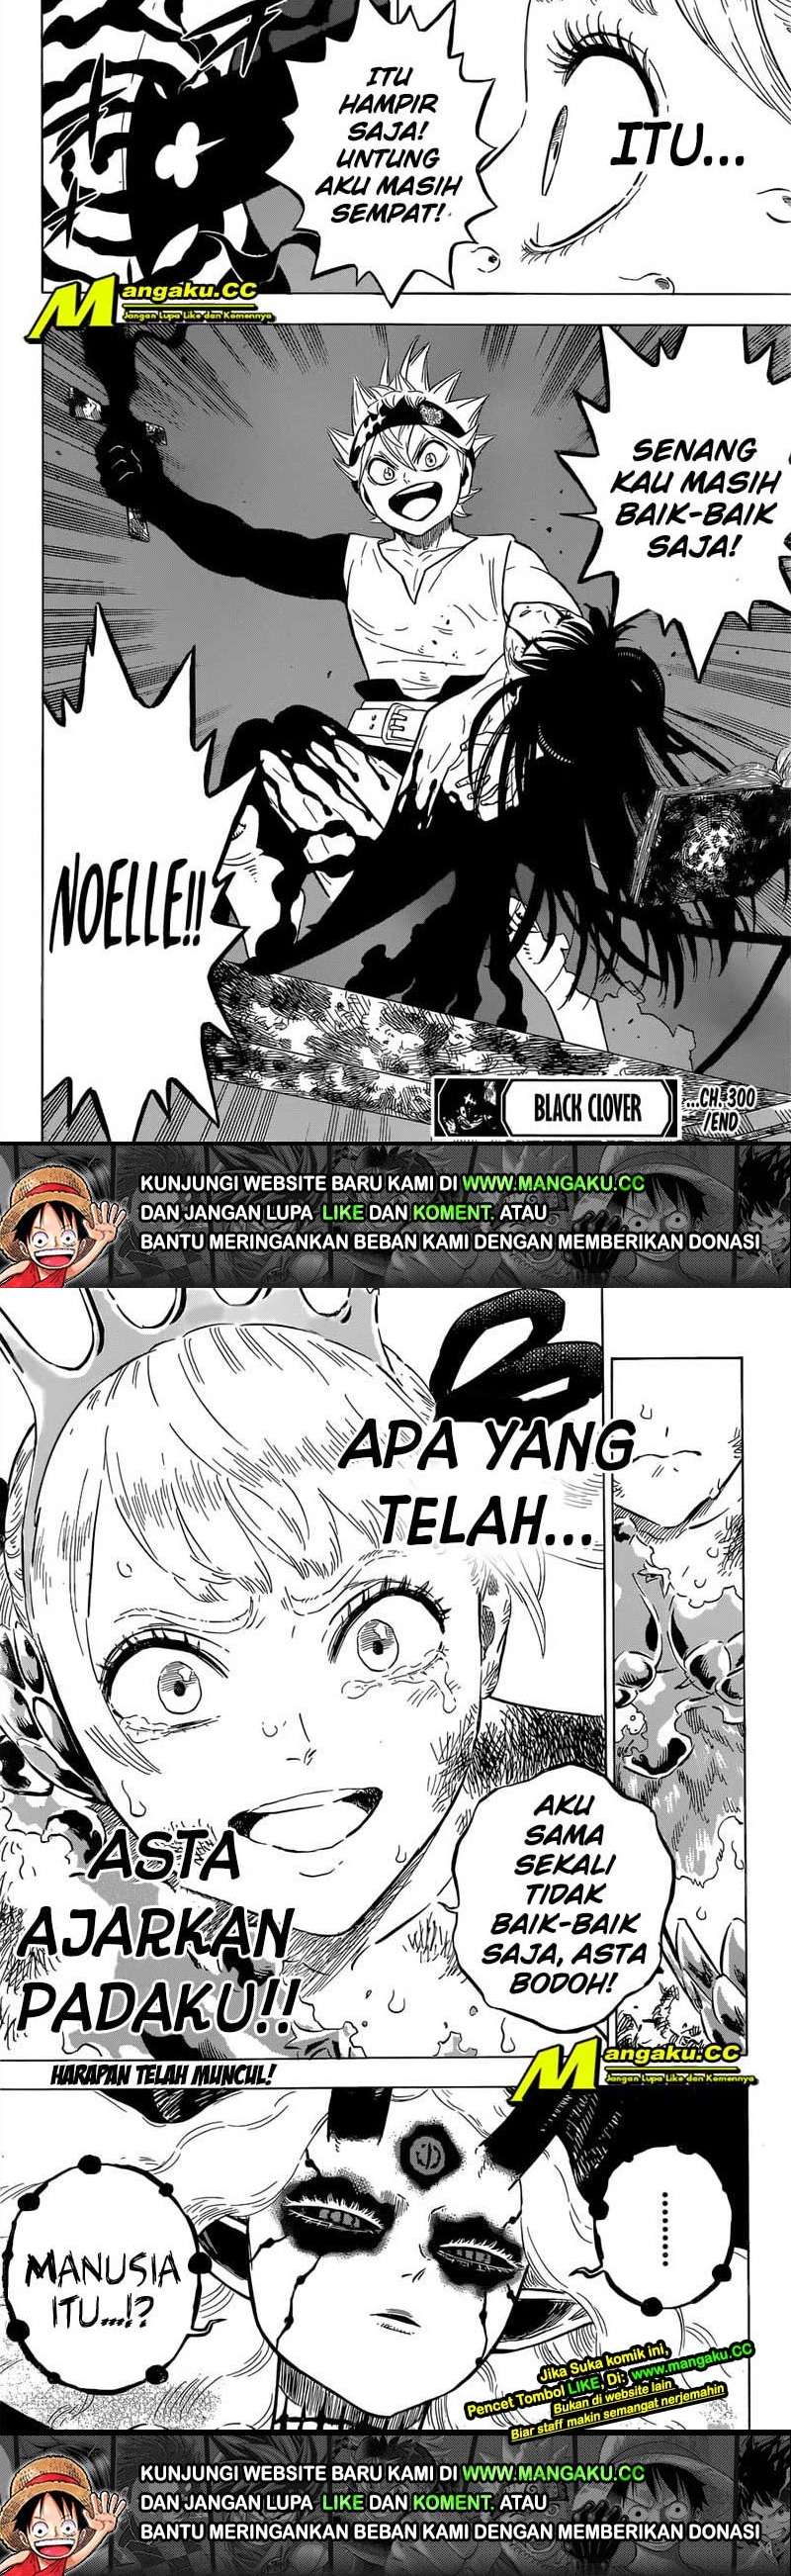 ITU...
ITU
HAMPIR
SAJA!
UNTUNG
AKU MASIH
SEMPAT!
Mangaku.CC
Jangan Lupa Like dan Komennya
SENANG
KAU MASIH
BAIK-BAIK
SAJA!
NOELLE!!
BLACK CLOVER
...CH. 300
/END
KUNJUNGI WEBSITE BARU KAMI DI WWW.MANGAKU.CC
DAN JANGAN LUPA LIKE DAN KOMENT. ATAU
BANTU MERINGANKAN BEBAN KAMI DENGAN MEMBERIKAN DONASI
APA YANG
TELAH...
AKU
SAMA
SEKALI
TIDAK
BAIK-BAIK
SAJA, ASTA
BODOH!
ASTA
AJARKAN
PADAKU!!
HARAPAN TELAH MUNCUL!
Mangaku.CC
Jangan Lupa Like dan Komennya
.........
MANUSIA
ITU...!?
Jika Suka komik ini,
Pencet Tombol LIKE, Di: www.mangaku.CC
Bukan di website lain
Biar staff makin semangat nerjemahin
KUNJUNGI WEBSITE BARU KAMI DI WWW.MANGAKU.CC
DAN JANGAN LUPA LIKE DAN KOMENT. ATAU
BANTU MERINGANKAN BEBAN KAMI DENGAN MEMBERIKAN DONASI